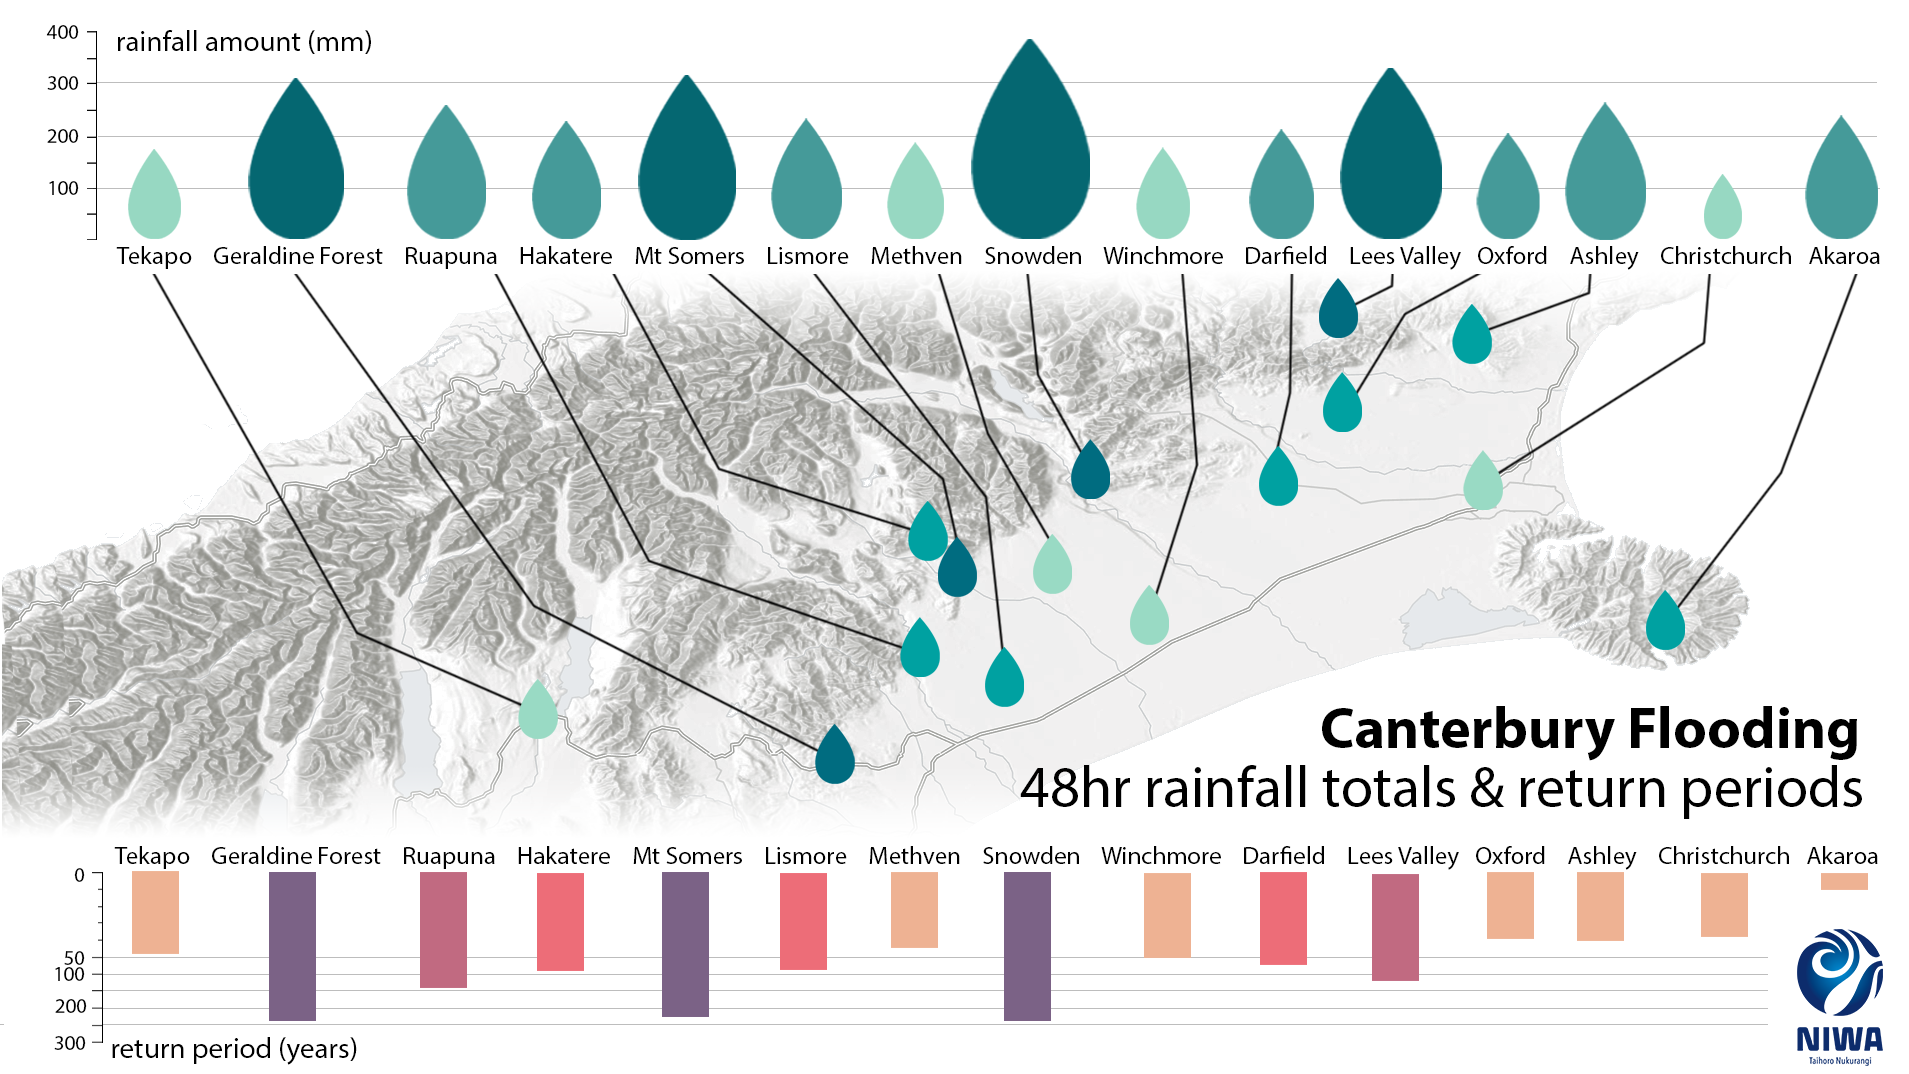 400
rainfall amount (mm)
300
200
100
Tekapo Geraldine Forest Ruapuna Hakatere Mt Somers Lismore Methven Snowden Winchmore Darfield Lees Valley Oxford Ashley Christchurch Akaroa
Canterbury Flooding
48hr rainfall totals & return periods
Tekapo Geraldine Forest Ruapuna Hakatere Mt Somers Lismore Methven Snowden Winchmore Darfield Lees Valley Oxford Ashley Christchurch Akaroa
0
50
100
200
300
return period (years)
NIWA
Taihoro Nukurangi